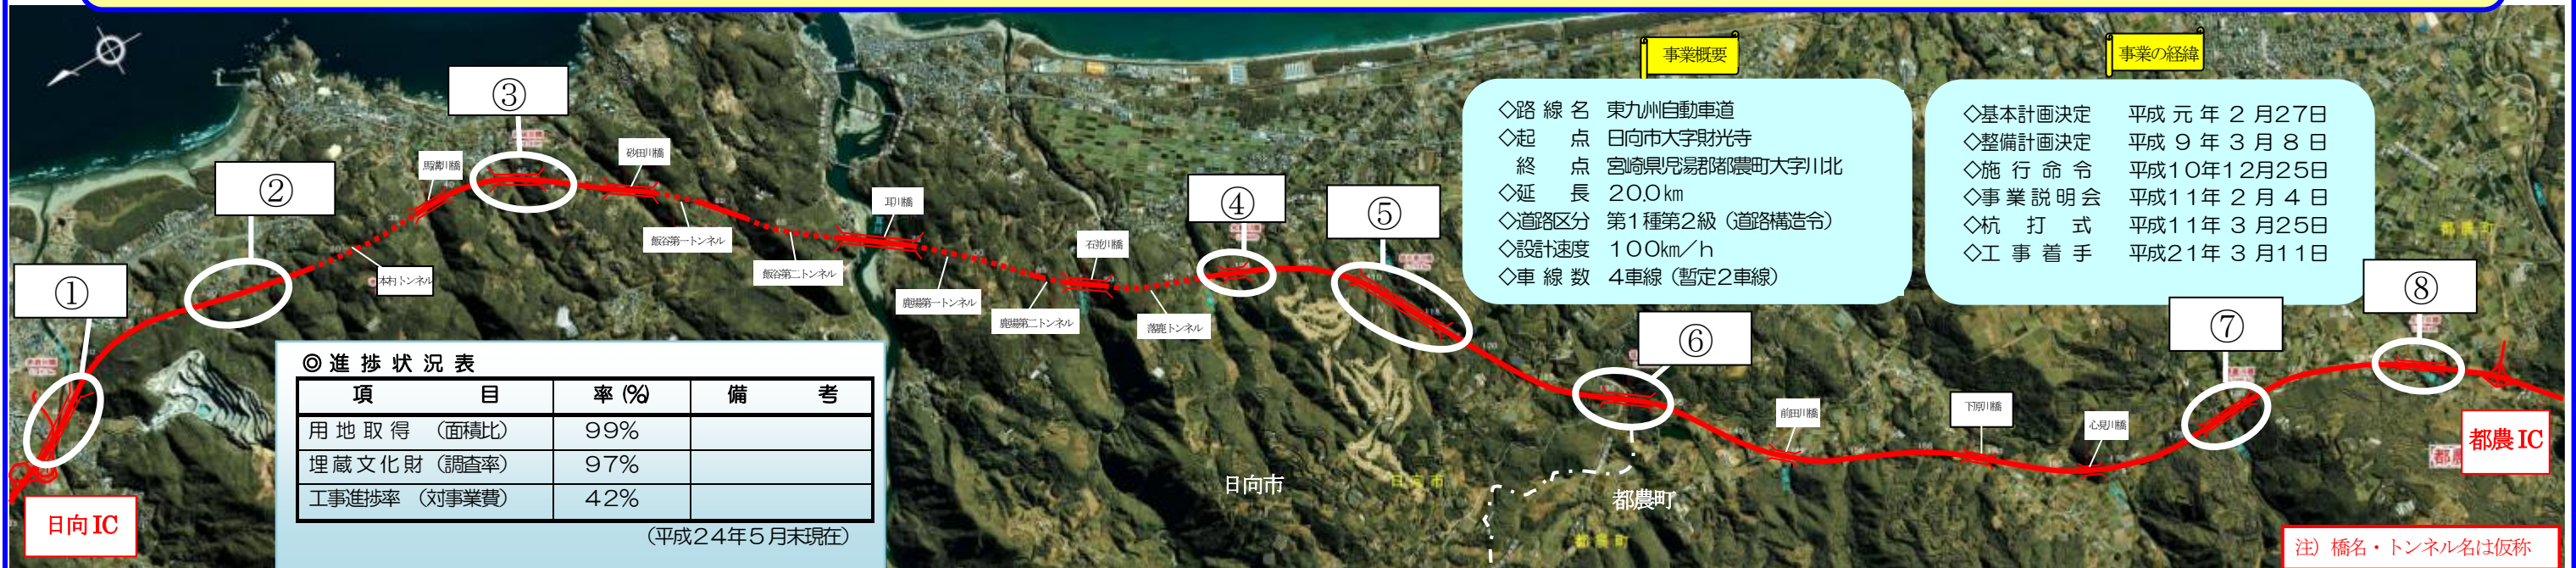 事業概要
◇路線名 東九州自動車道
◇起点 日向市大字財光寺
終点 宮崎県児湯郡都農町大字川北
◇延長 20.0km
◇道路区分 第1種第2級（道路構造令）
◇設計速度 100km／h
◇車線数 4車線（暫定2車線）
事業の経緯
◇基本計画決定 平成元年2月27日
◇整備計画決定 平成9年3月8日
◇施行命令 平成10年12月25日
◇事業説明会 平成11年2月4日
◇杭打式 平成11年3月25日
◇工事着手 平成21年3月11日
①
②
③
④
⑤
⑥
⑦
⑧
本村トンネル
馬溝川橋
砂田川橋
飯谷第一トンネル
飯谷第二トンネル
耳川橋
鹿場第一トンネル
鹿場第二トンネル
石並川橋
落鹿トンネル
前田川橋
下原川橋
心見川橋
日向IC
都農IC
日向市
日向市
都農町
都農町
都農町
◎進捗状況表
項目 率(%) 備考
用地取得（面積比） 99%
埋蔵文化財（調査率） 97%
工事進捗率（対事業費） 42%
（平成24年5月末現在）
注）橋名・トンネル名は仮称